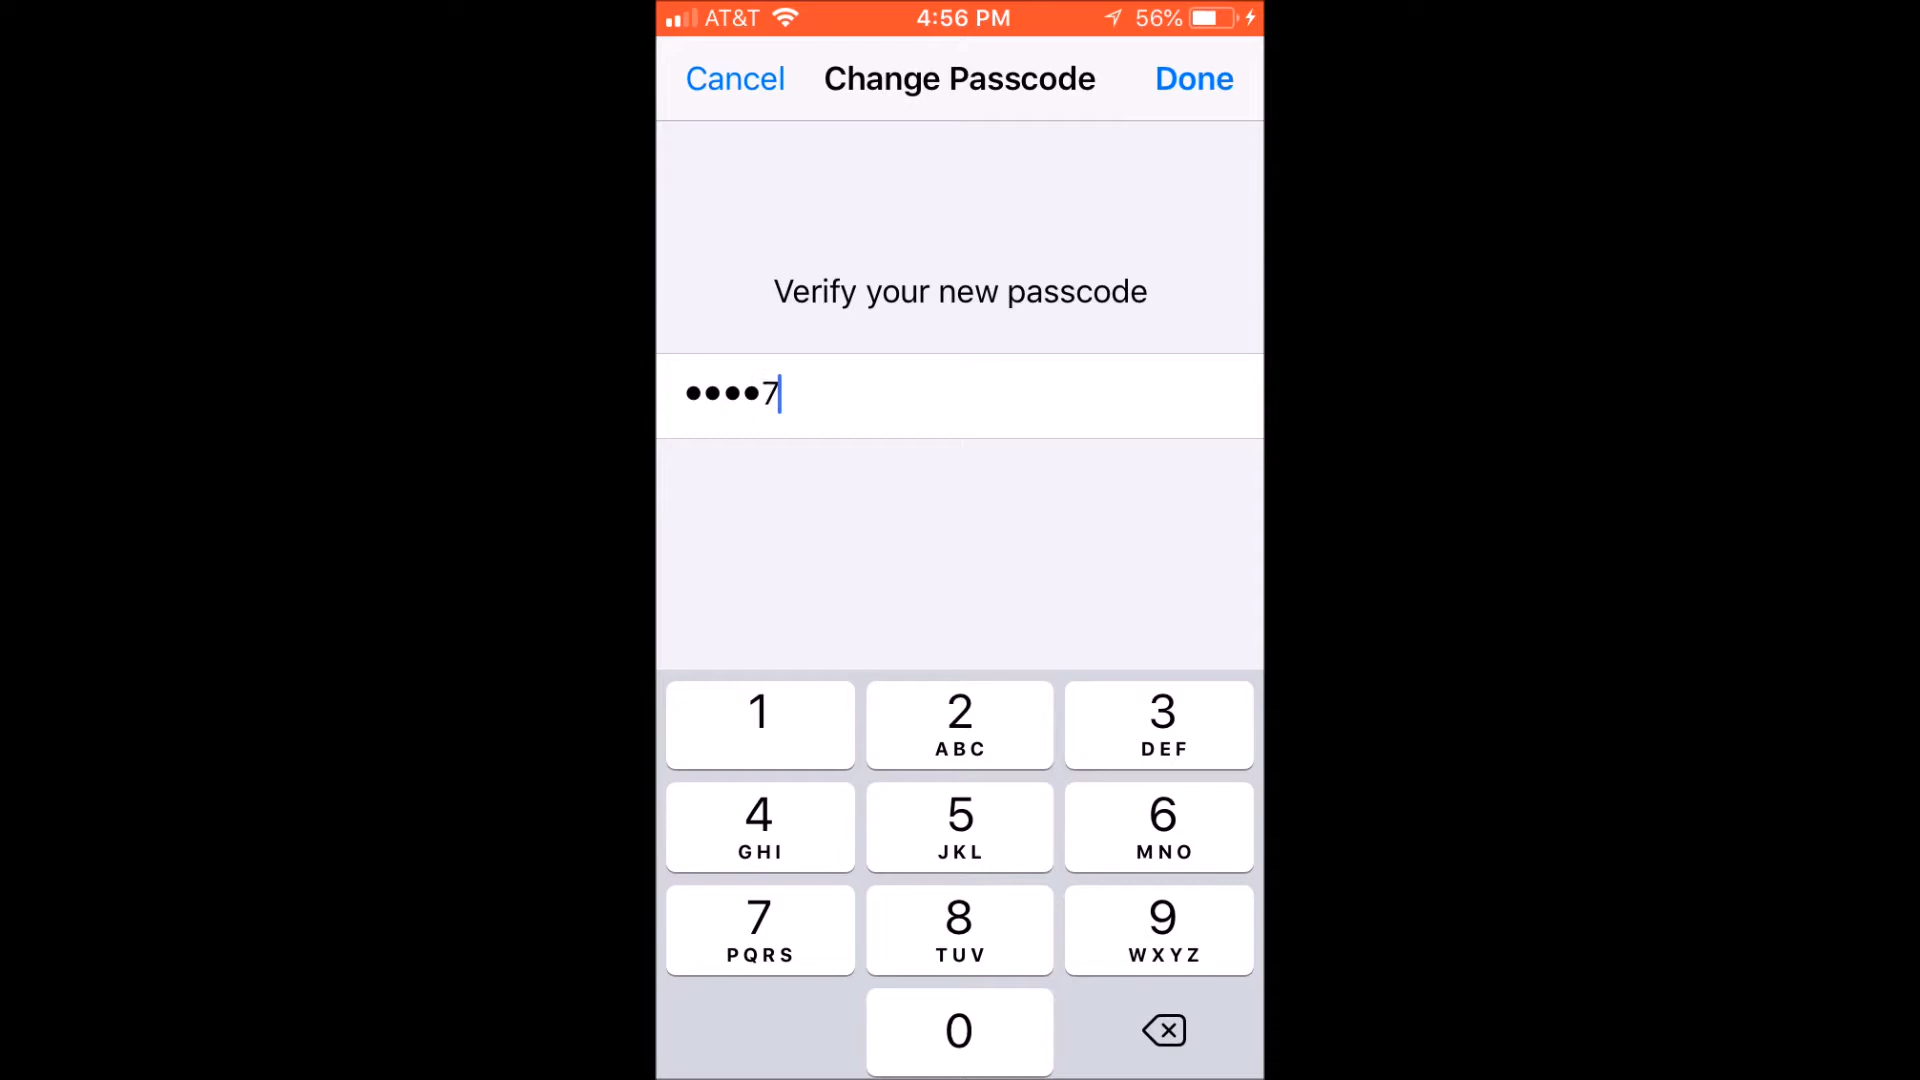 AT&T 4:56 PM 56%
Cancel Change Passcode Done
Verify your new passcode
••••7
1 2 3
ABC DEF
4 5 6
GHI JKL MNO
7 8 9
PQRS TUV WXYZ
0